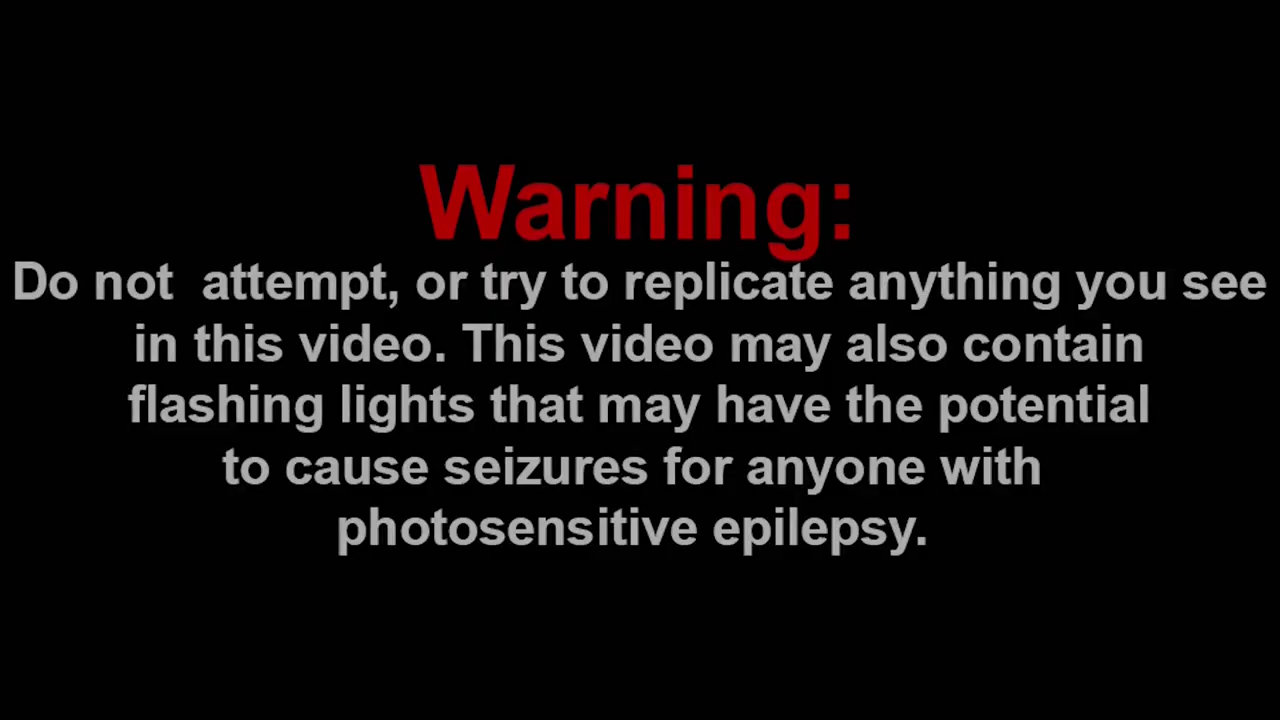 Warning:
Do not  attempt, or try to replicate anything you see
in this video. This video may also contain
flashing lights that may have the potential
to cause seizures for anyone with
photosensitive epilepsy.